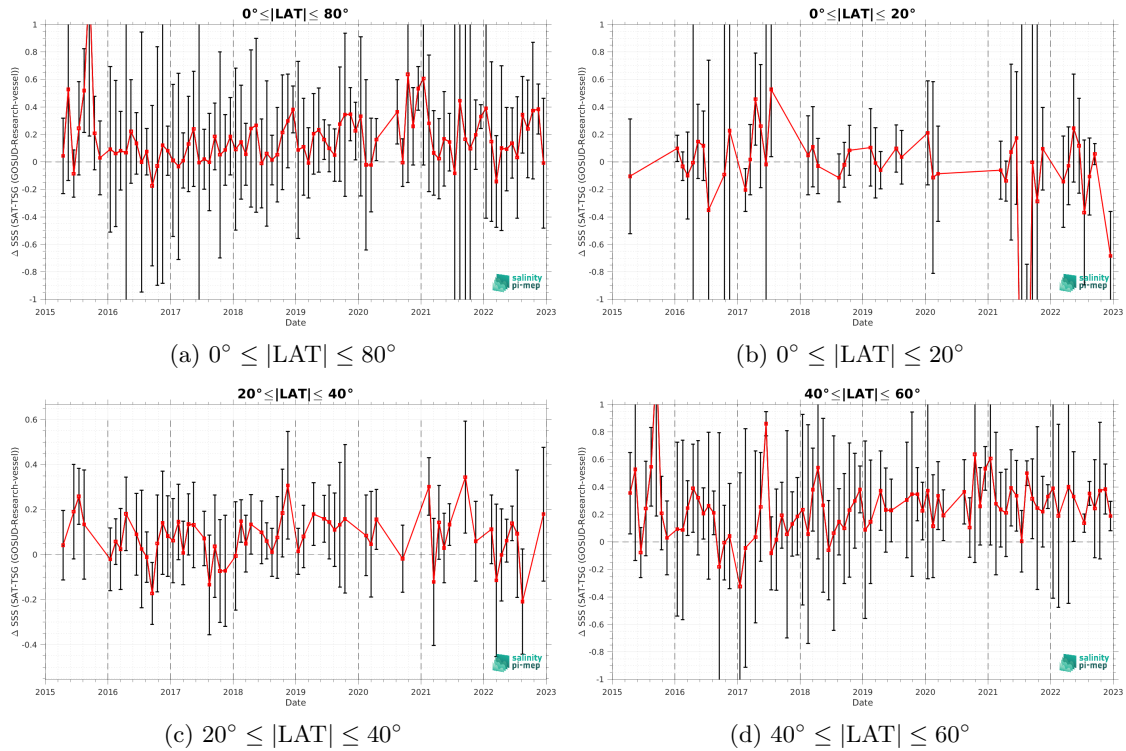 0°≤|LAT|≤ 80°
1
0.8
0.6
0.4
0.2
0
-0.2
-0.4
-0.6
-0.8
-1
Δ SSS (SAT-TSG (GOSUD-Research-vessel))
salinity
pi-mep
2015 2016 2017 2018 2019 2020 2021 2022 2023
Date
(a) 0° ≤ |LAT| ≤ 80°
0°≤|LAT|≤ 20°
1
0.8
0.6
0.4
0.2
0
-0.2
-0.4
-0.6
-0.8
-1
Δ SSS (SAT-TSG (GOSUD-Research-vessel))
salinity
pi-mep
2015 2016 2017 2018 2019 2020 2021 2022 2023
Date
(b) 0° ≤ |LAT| ≤ 20°
20°≤|LAT|≤ 40°
0.6
0.4
0.2
0
-0.2
-0.4
Δ SSS (SAT-TSG (GOSUD-Research-vessel))
salinity
pi-mep
2015 2016 2017 2018 2019 2020 2021 2022 2023
Date
(c) 20° ≤ |LAT| ≤ 40°
40°≤|LAT|≤ 60°
1
0.8
0.6
0.4
0.2
0
-0.2
-0.4
-0.6
-0.8
-1
Δ SSS (SAT-TSG (GOSUD-Research-vessel))
salinity
pi-mep
2015 2016 2017 2018 2019 2020 2021 2022 2023
Date
(d) 40° ≤ |LAT| ≤ 60°